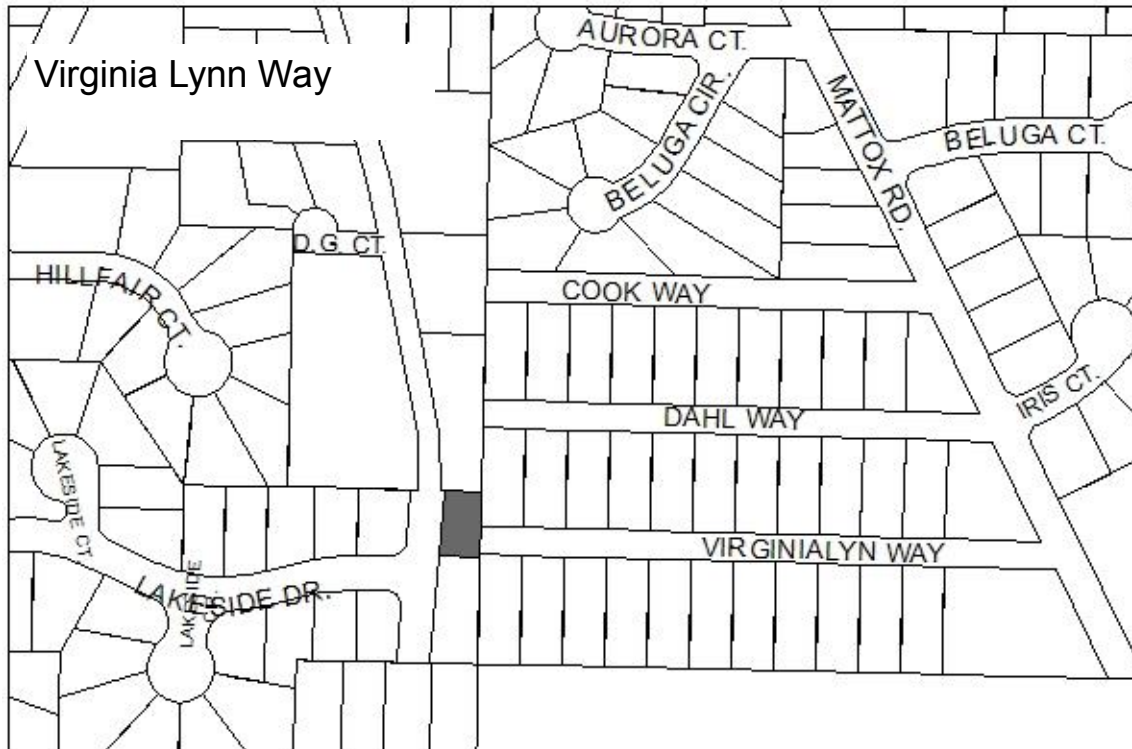 Virginia Lynn Way
AURORA CT.
BELUGA CIR.
MATTOX RD.
BELUGA CT.
D.G. CT.
HILLFAIR CT.
COOK WAY
IRIS CT.
DAHL WAY
LAKESIDE CT
VIRGINIALYN WAY
LAKESIDE DR.
LAKESIDE